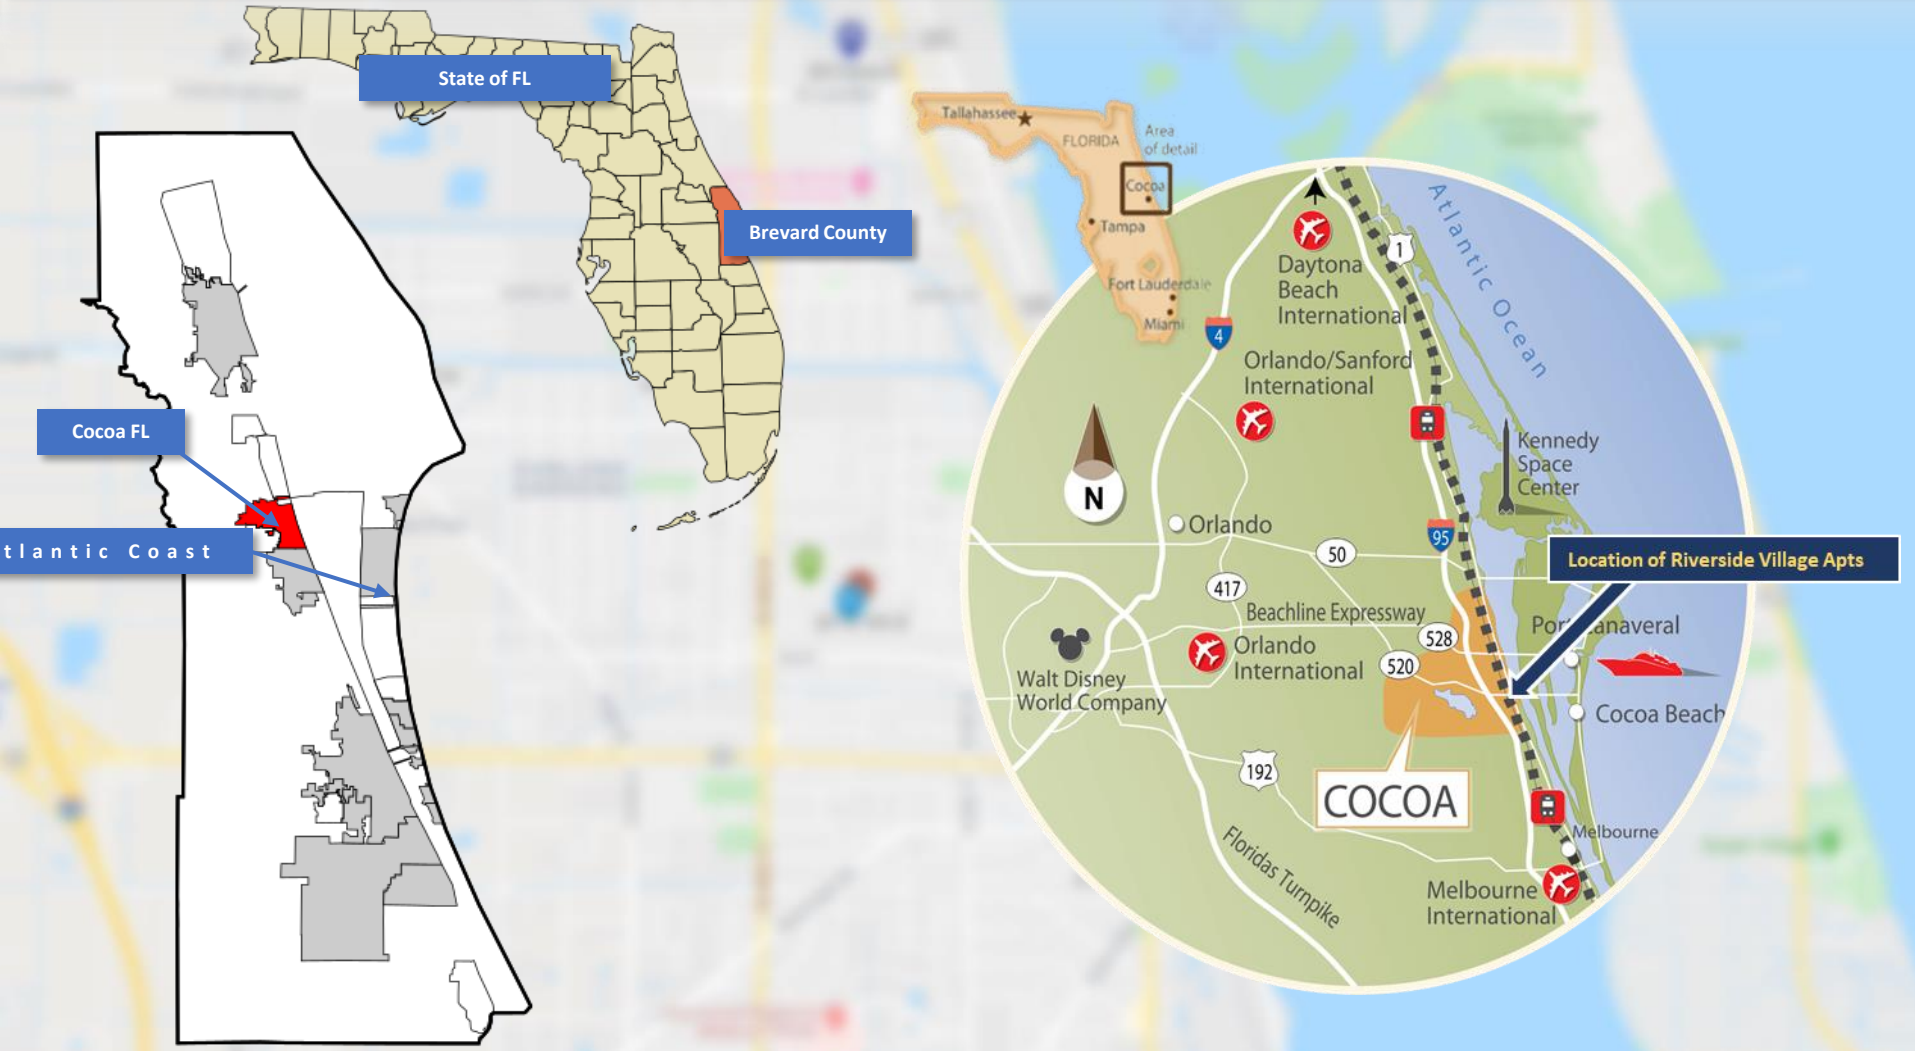 State of FL
Brevard County
Cocoa FL
tlantic Coast
Tallahassee
FLORIDA
Area
of detail
Cocoa
Tampa
Fort Lauderdale
Miami
Atlantic Ocean
1
Daytona
Beach
International
4
Orlando/Sanford
International
Kennedy
Space
Center
N
Orlando
95
50
Location of Riverside Village Apts
417
Beachline Expressway
528
Port Canaveral
Orlando
International
520
Walt Disney
World Company
Cocoa Beach
192
COCOA
Floridas Turnpike
Melbourne
Melbourne
International